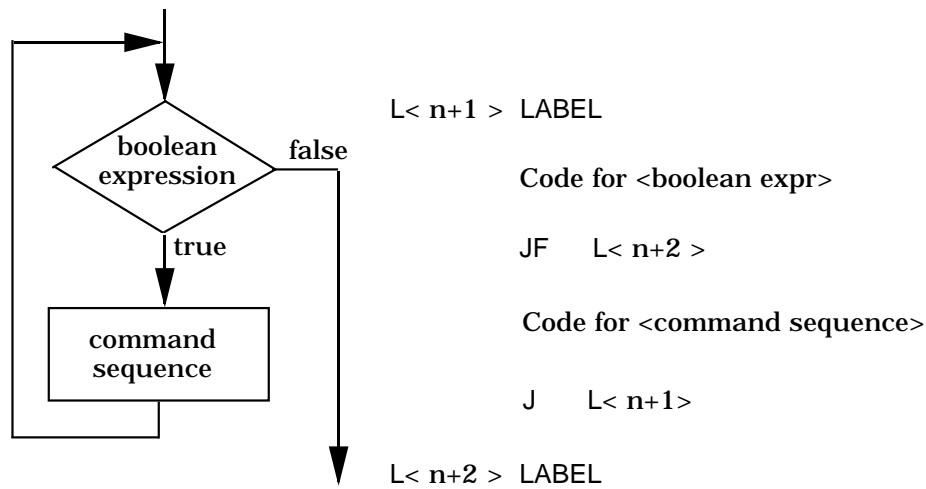 boolean
expression
false
true
command
sequence
L< n+1 > LABEL
Code for <boolean expr>
JF L< n+2 >
Code for <command sequence>
J L< n+1>
L< n+2 > LABEL